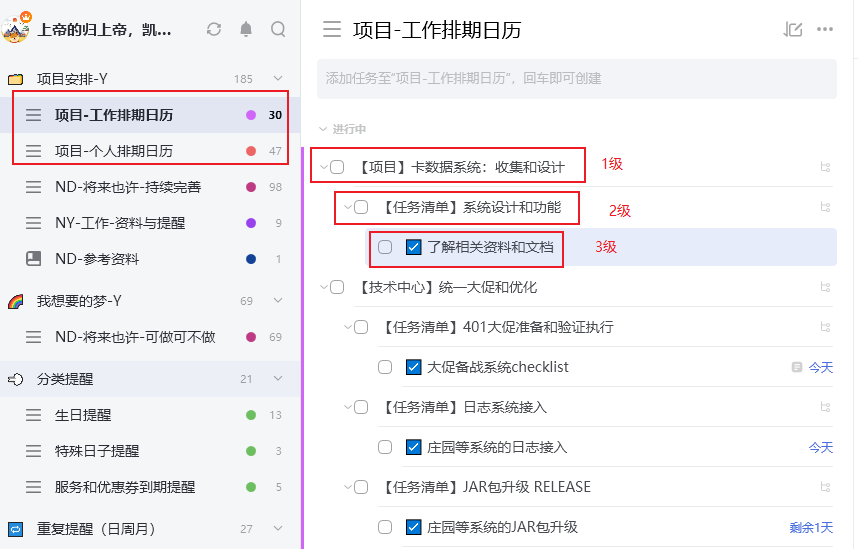 上帝的归上帝，凯...
项目安排-Y 185
项目-工作排期日历 30
项目-个人排期日历 47
ND-将来也许-持续完善 98
NY-工作-资料与提醒 9
ND-参考资料 1
我想要的梦-Y 69
ND-将来也许-可做可不做 69
分类提醒 21
生日提醒 13
特殊日子提醒 3
服务和优惠券到期提醒 5
重复提醒（日周月） 27
项目-工作排期日历
添加任务至“项目-工作排期日历”，回车即可创建
进行中
【项目】卡数据系统：收集和设计 1级
【任务清单】系统设计和功能 2级
了解相关资料和文档 3级
【技术中心】统一大促和优化
【任务清单】401大促准备和验证执行
大促备战系统checklist 今天
【任务清单】日志系统接入
庄园等系统的日志接入 今天
【任务清单】JAR包升级 RELEASE
庄园等系统的JAR包升级 剩余1天